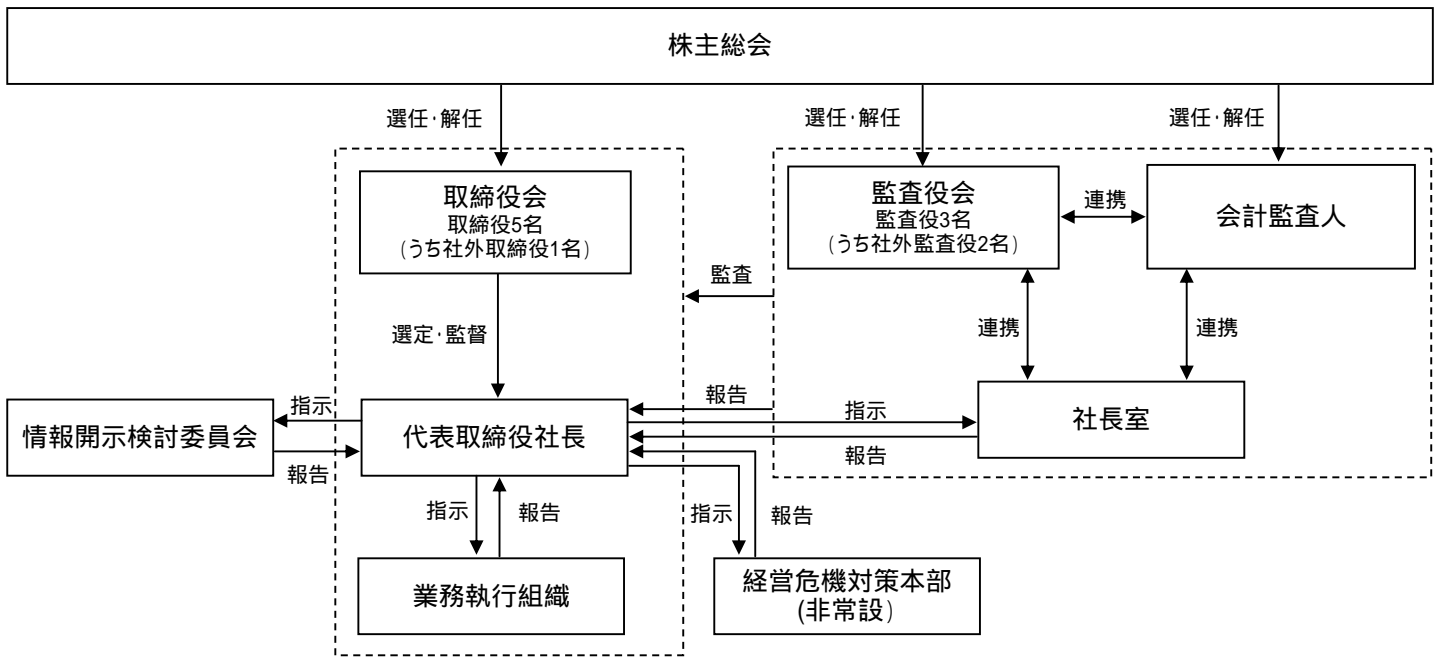 株主総会
選任・解任
選任・解任
選任・解任
取締役会
取締役5名
(うち社外取締役1名)
監査役会
監査役3名
(うち社外監査役2名)
連携
会計監査人
監査
選定・監督
連携
連携
指示
情報開示検討委員会
報告
代表取締役社長
報告
指示
報告
社長室
指示
報告
指示
報告
業務執行組織
経営危機対策本部
(非常設)